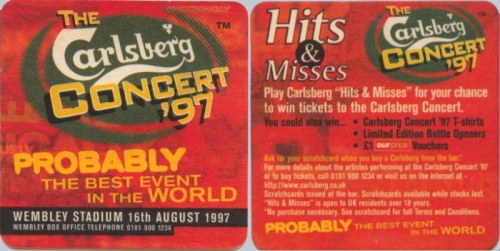 THE
Carlsberg
CONCERT
'97
TM
PROBABLY
THE BEST EVENT
IN THE WORLD
WEMBLEY STADIUM 16th AUGUST 1997
WEMBLEY BOX OFFICE TELEPHONE 0181 900 1234
Hits
&
Misses
THE
Carlsberg
CONCERT
'97
TM
Play Carlsberg "Hits & Misses" for your chance
to win tickets to the Carlsberg Concert.
You could also win... • Carlsberg Concert '97 T-shirts
• Limited Edition Bottle Openers
• £1 our price Vouchers
Ask for your scratchcard when you buy a Carlsberg from the bar.*
For more details about the artistes performing at the Carlsberg Concert '97
or to buy tickets, call 0181 900 1234 or visit us on the internet at -
http://www.carlsberg.co.uk
Scratchcards issued at the bar. Scratchcards available while stocks last.
"Hits & Misses" is open to UK residents over 18 years.
*No purchase necessary. See scratchcard for full Terms and Conditions.
PROBABLY THE BEST EVENT IN THE WORLD